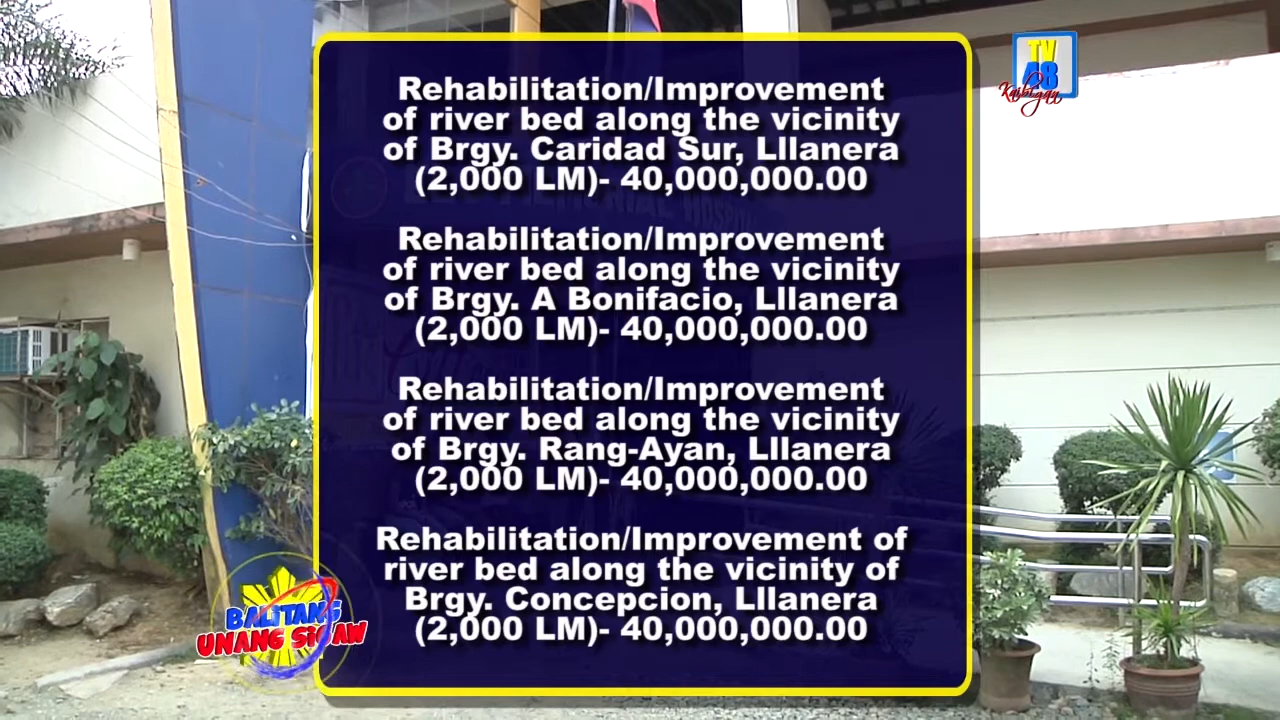 Rehabilitation/Improvement
of river bed along the vicinity
of Brgy. Caridad Sur, Lllanera
(2,000 LM)- 40,000,000.00
Rehabilitation/Improvement
of river bed along the vicinity
of Brgy. A Bonifacio, Lllanera
(2,000 LM)- 40,000,000.00
Rehabilitation/Improvement
of river bed along the vicinity
of Brgy. Rang-Ayan, Lllanera
(2,000 LM)- 40,000,000.00
Rehabilitation/Improvement of
river bed along the vicinity of
Brgy. Concepcion, Lllanera
(2,000 LM)- 40,000,000.00
TV
48
BALITANG
UNANG SIGAW